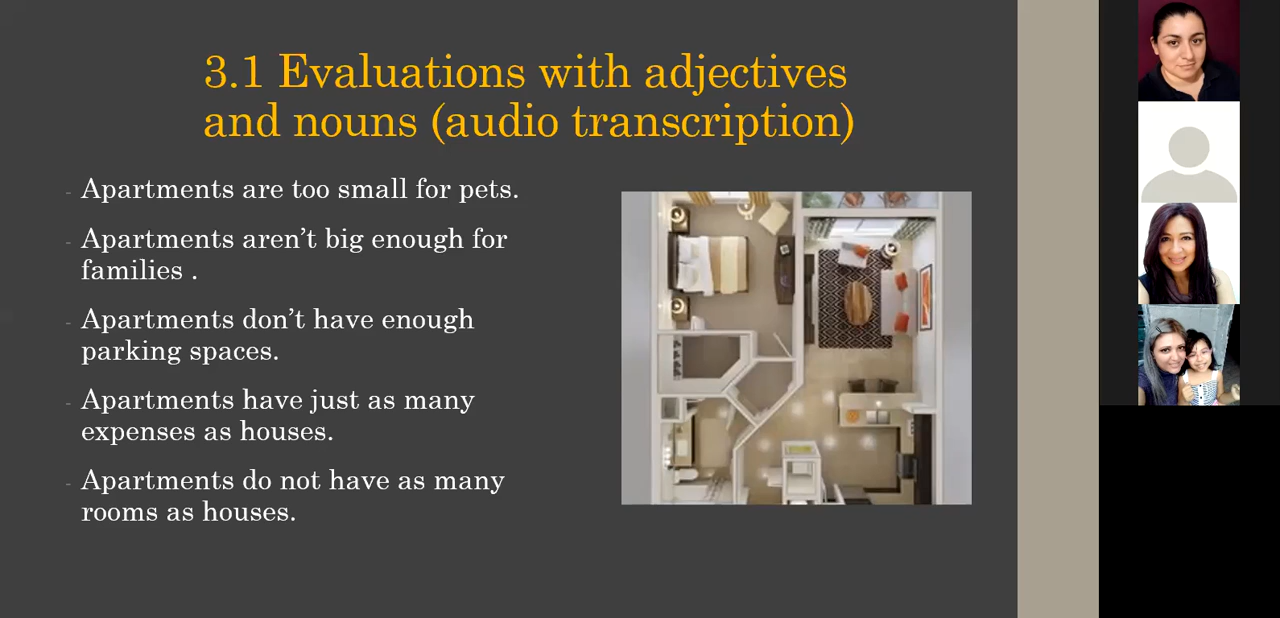 3.1 Evaluations with adjectives
and nouns (audio transcription)
- Apartments are too small for pets.
- Apartments aren’t big enough for
families .
- Apartments don’t have enough
parking spaces.
- Apartments have just as many
expenses as houses.
- Apartments do not have as many
rooms as houses.